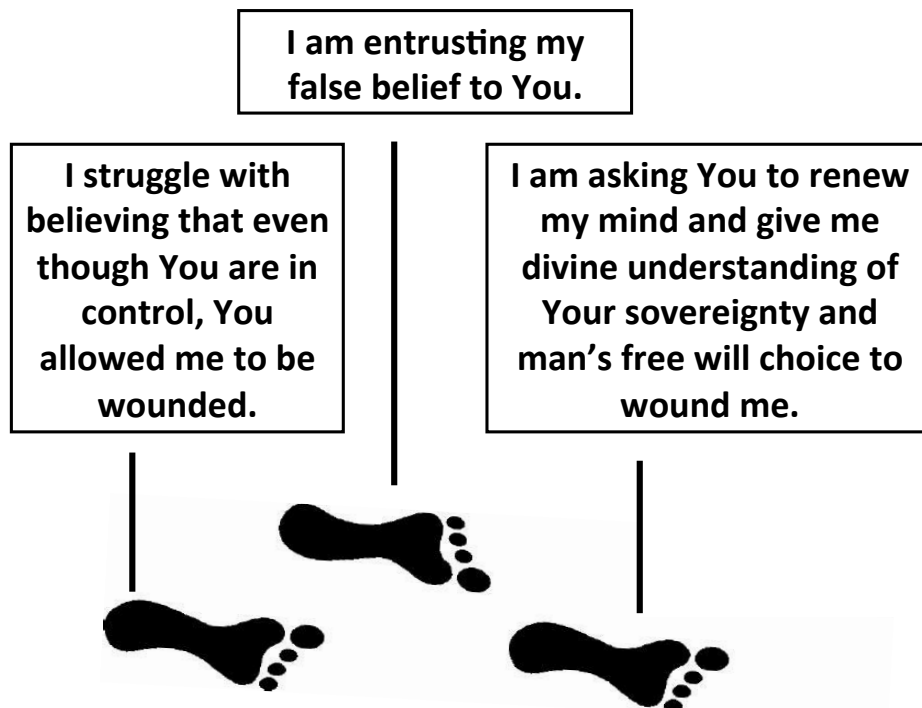 I am entrusting my
false belief to You.
I struggle with
believing that even
though You are in
control, You
allowed me to be
wounded.
I am asking You to renew
my mind and give me
divine understanding of
Your sovereignty and
man’s free will choice to
wound me.